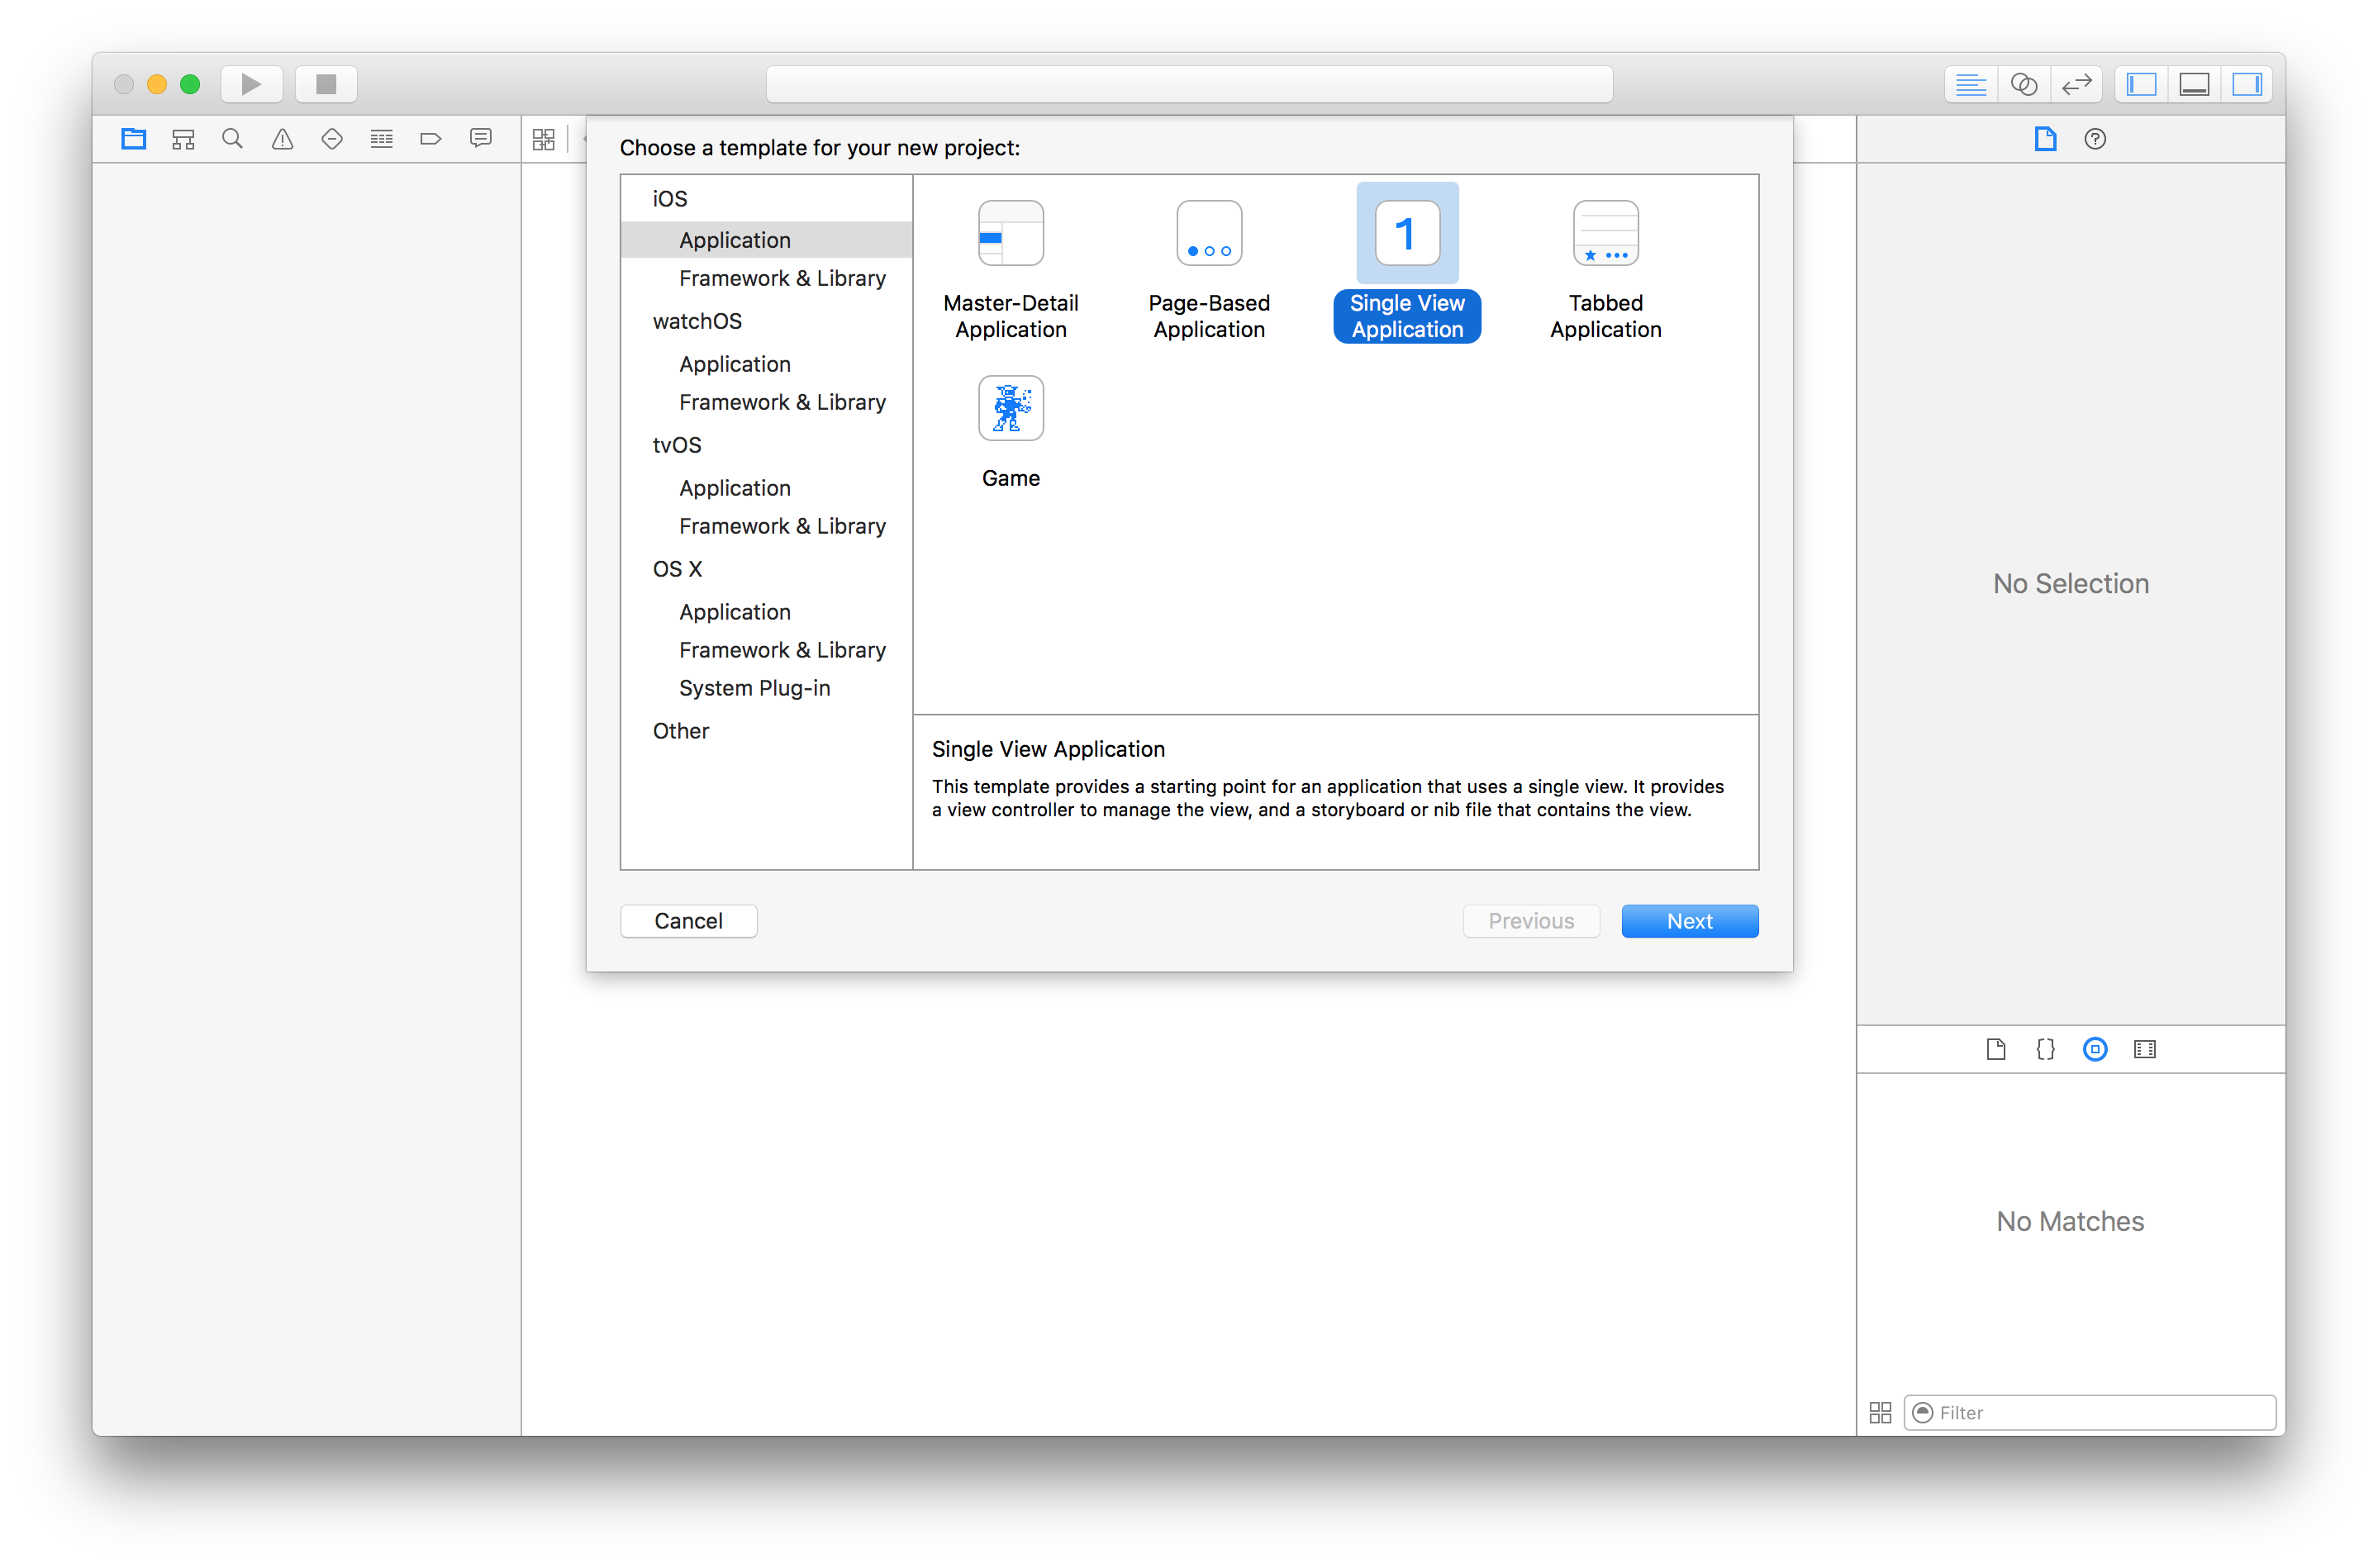 Choose a template for your new project:
iOS
Application
Framework & Library
watchOS
Application
Framework & Library
tvOS
Application
Framework & Library
OS X
Application
Framework & Library
System Plug-in
Other
1
Master-Detail
Application
Page-Based
Application
Single View
Application
Tabbed
Application
Game
Single View Application
This template provides a starting point for an application that uses a single view. It provides
a view controller to manage the view, and a storyboard or nib file that contains the view.
Cancel
Previous
Next
No Selection
{}
No Matches
Filter